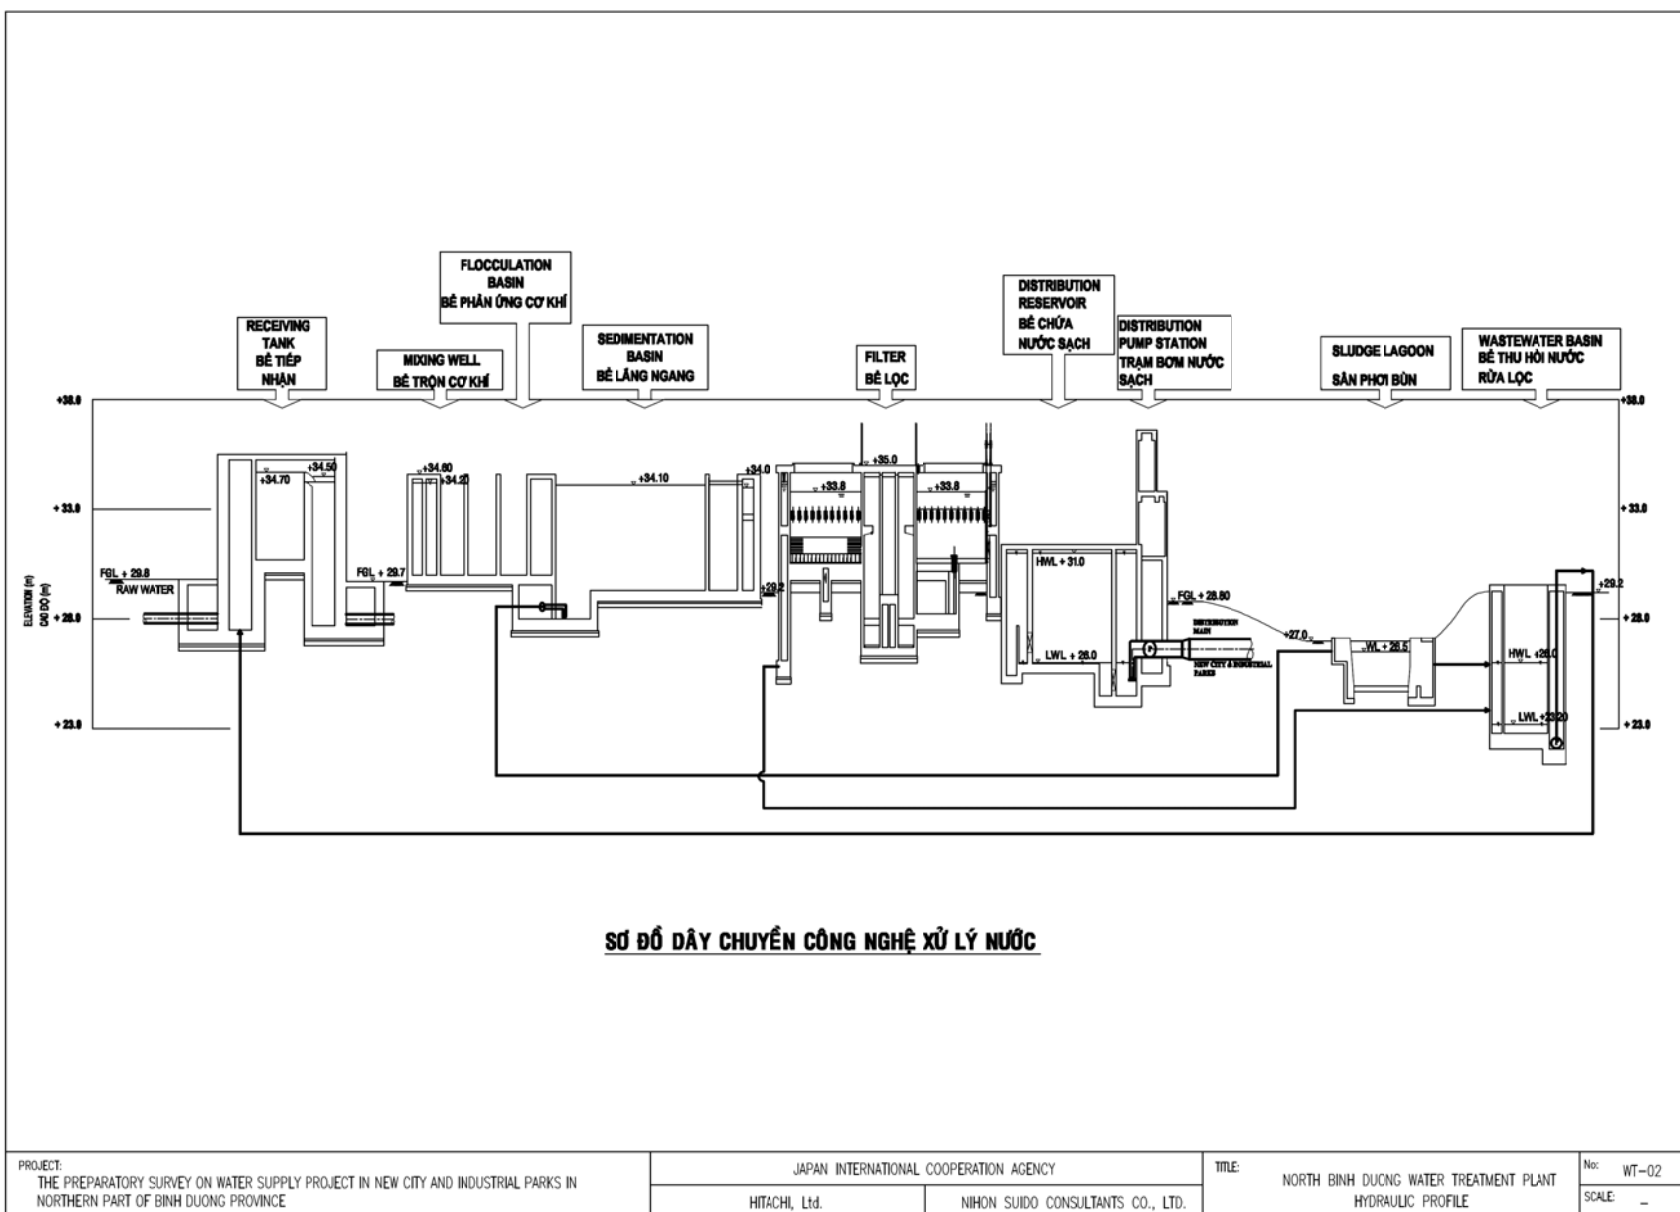 FLOCCULATION
BASIN
BỂ PHẢN ỨNG CƠ KHÍ
DISTRIBUTION
RESERVOIR
BỂ CHỨA
NƯỚC SẠCH
RECEIVING
TANK
BỂ TIẾP
NHẬN
MIXING WELL
BỂ TRỘN CƠ KHÍ
SEDIMENTATION
BASIN
BỂ LẮNG NGANG
FILTER
BỂ LỌC
DISTRIBUTION
PUMP STATION
TRẠM BƠM NƯỚC
SẠCH
SLUDGE LAGOON
SÂN PHƠI BÙN
WASTEWATER BASIN
BỂ THU HỒI NƯỚC
RỬA LỌC
+38.0
+38.0
+34.50
+34.70
+34.60
+34.20
+34.10
+34.0
+35.0
+33.8
+33.8
+ 33.0
+ 33.0
HWL + 31.0
FGL + 29.8
RAW WATER
FGL + 29.7
+29.2
+29.2
FGL + 28.80
ELEVATION (m)
CAO ĐỘ (m)
+ 28.0
+ 28.0
DISTRIBUTION
MAIN
+27.0
WL + 26.5
LWL + 26.0
NEW CITY & INDUSTRIAL
PARKS
HWL +26.0
LWL +23.20
+ 23.0
+ 23.0
P
P
SƠ ĐỒ DÂY CHUYỀN CÔNG NGHỆ XỬ LÝ NƯỚC
PROJECT:
THE PREPARATORY SURVEY ON WATER SUPPLY PROJECT IN NEW CITY AND INDUSTRIAL PARKS IN
NORTHERN PART OF BINH DUONG PROVINCE
JAPAN INTERNATIONAL COOPERATION AGENCY
HITACHI, Ltd.
NIHON SUIDO CONSULTANTS CO., LTD.
TITLE:
NORTH BINH DUONG WATER TREATMENT PLANT
HYDRAULIC PROFILE
No:
WT-02
SCALE:
–